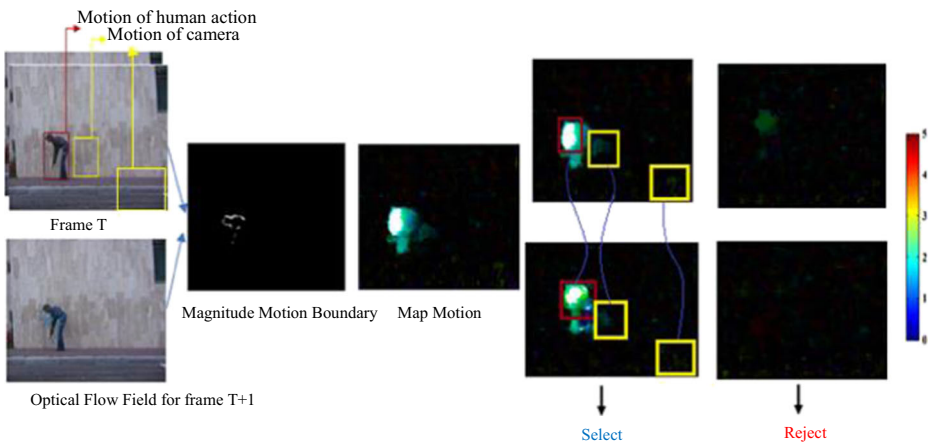 Motion of human action
Motion of camera
Frame T
Magnitude Motion Boundary
Map Motion
Optical Flow Field for frame T+1
Select
Reject
5
4
3
2
1
0